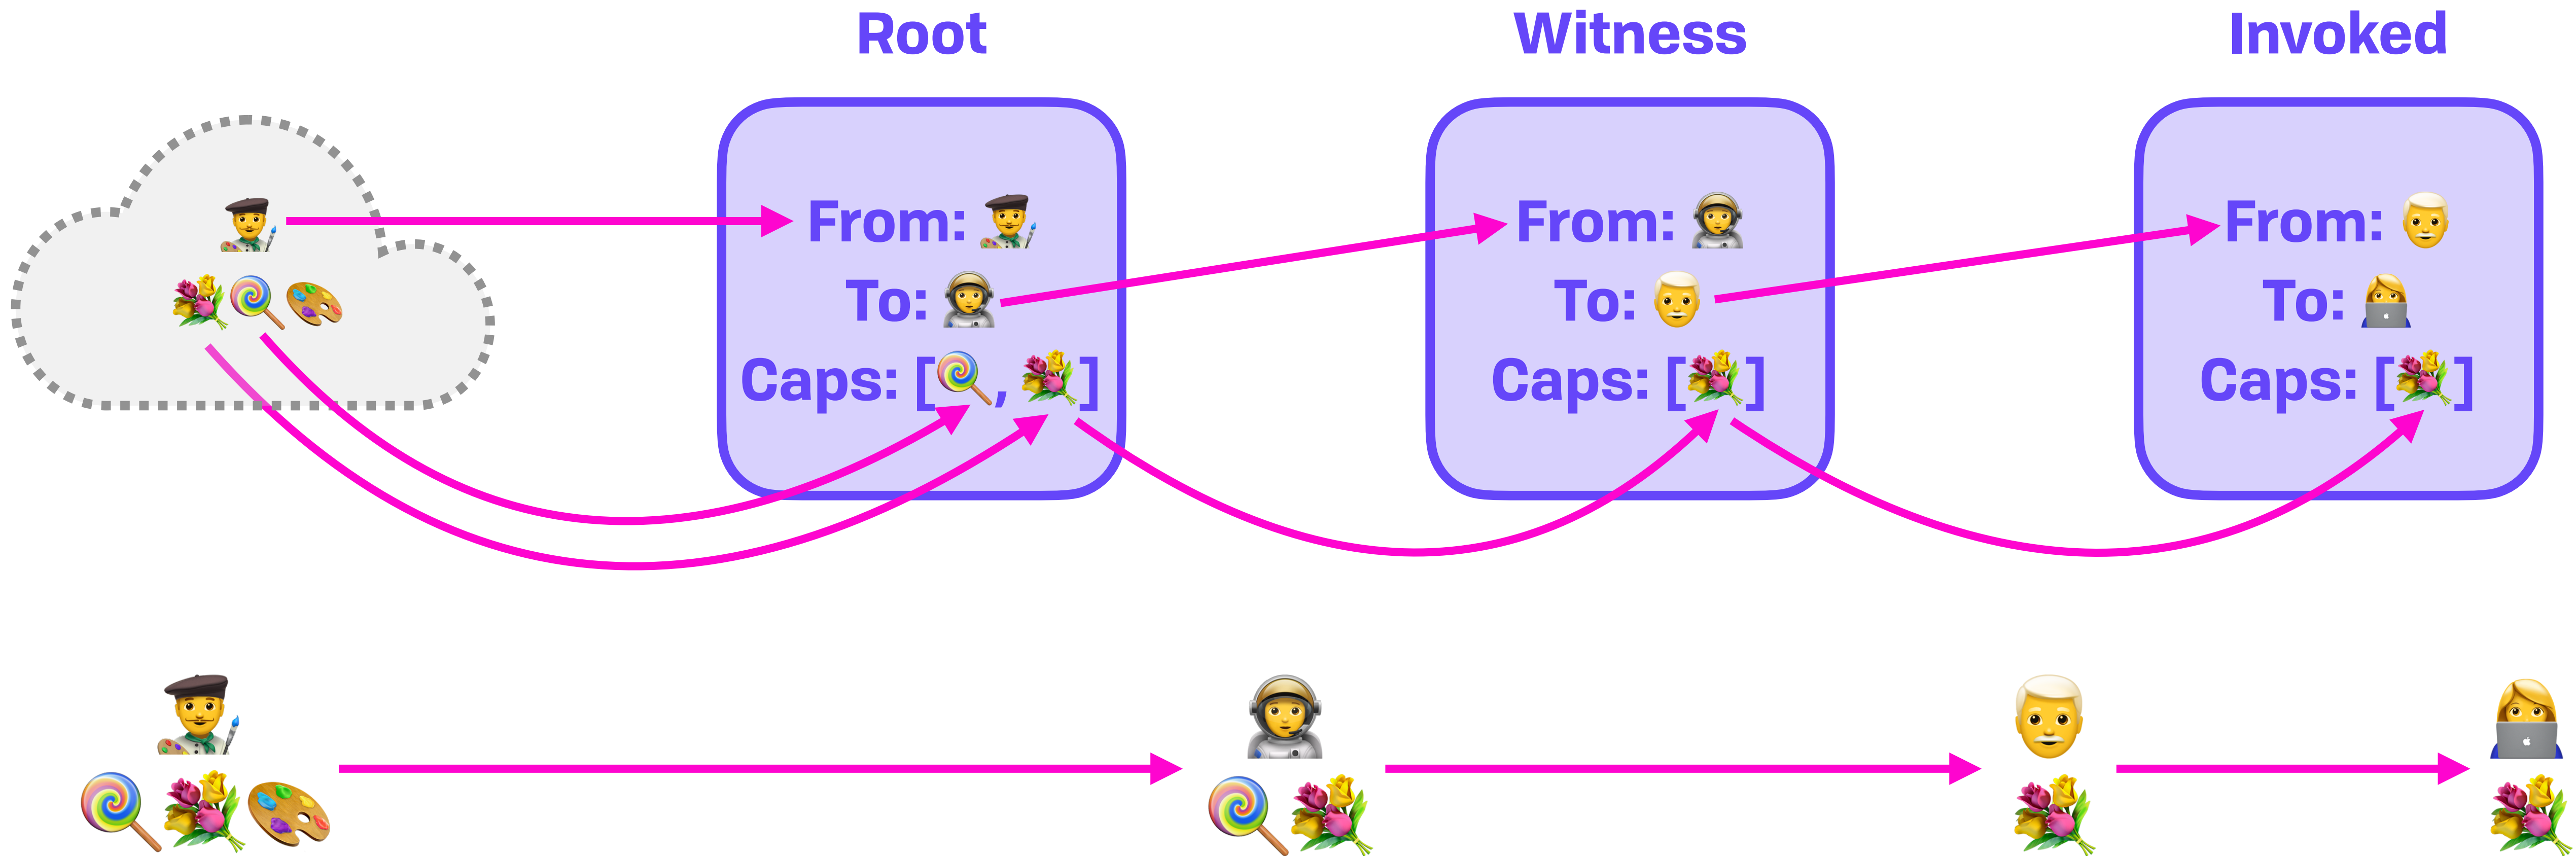 Root
Witness
Invoked
From: 👨‍🎨
To: 🧑‍🚀
Caps: [🍭, 💐]
From: 🧑‍🚀
To: 👨‍🦳
Caps: [💐]
From: 👨‍🦳
To: 👩‍💻
Caps: [💐]